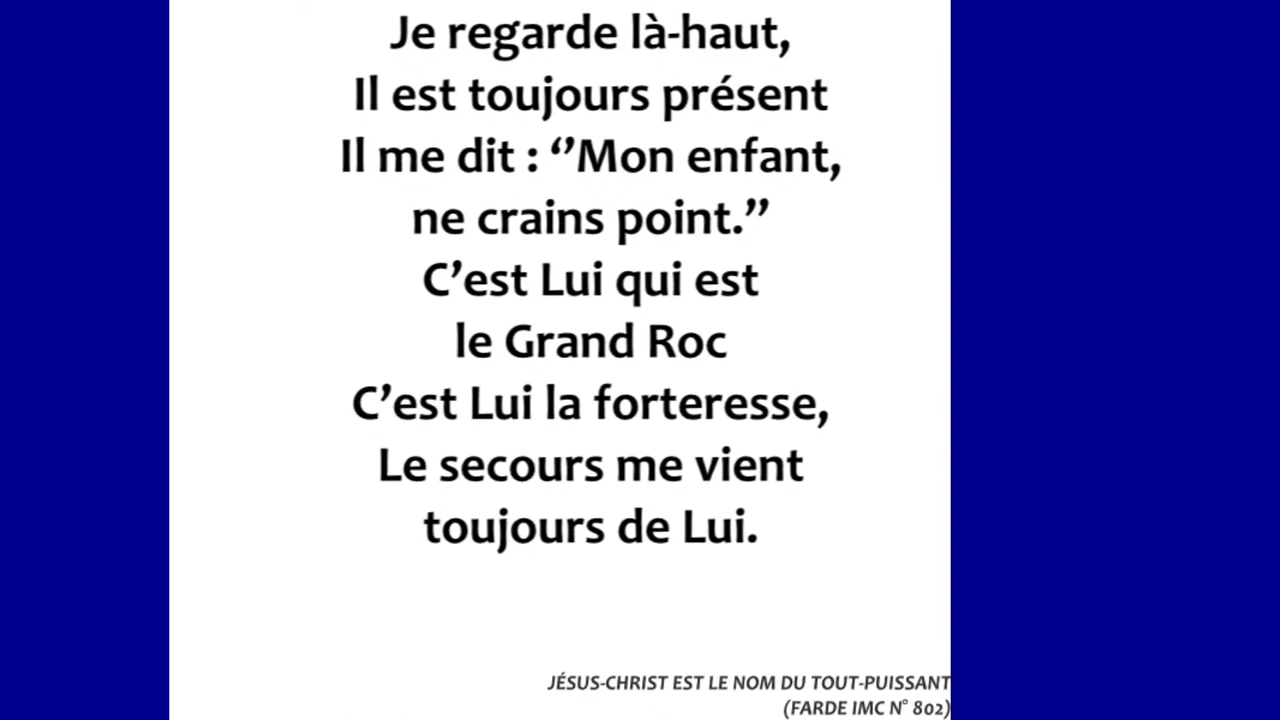 Je regarde là-haut,
Il est toujours présent
Il me dit : ‘’Mon enfant,
ne crains point.’’
C’est Lui qui est
le Grand Roc
C’est Lui la forteresse,
Le secours me vient
toujours de Lui.
JÉSUS-CHRIST EST LE NOM DU TOUT-PUISSANT
(FARDE IMC N° 802)